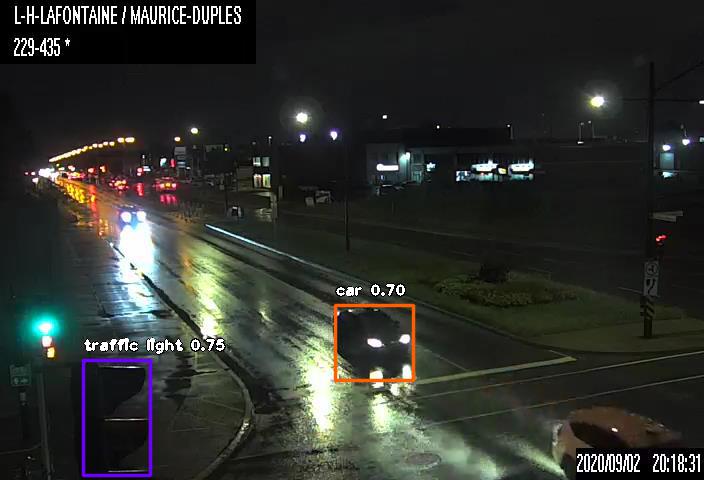 L-H-LAFONTAINE / MAURICE-DUPLES
229-435 *
car 0.70
traffic light 0.75
2020/09/02 20:18:31